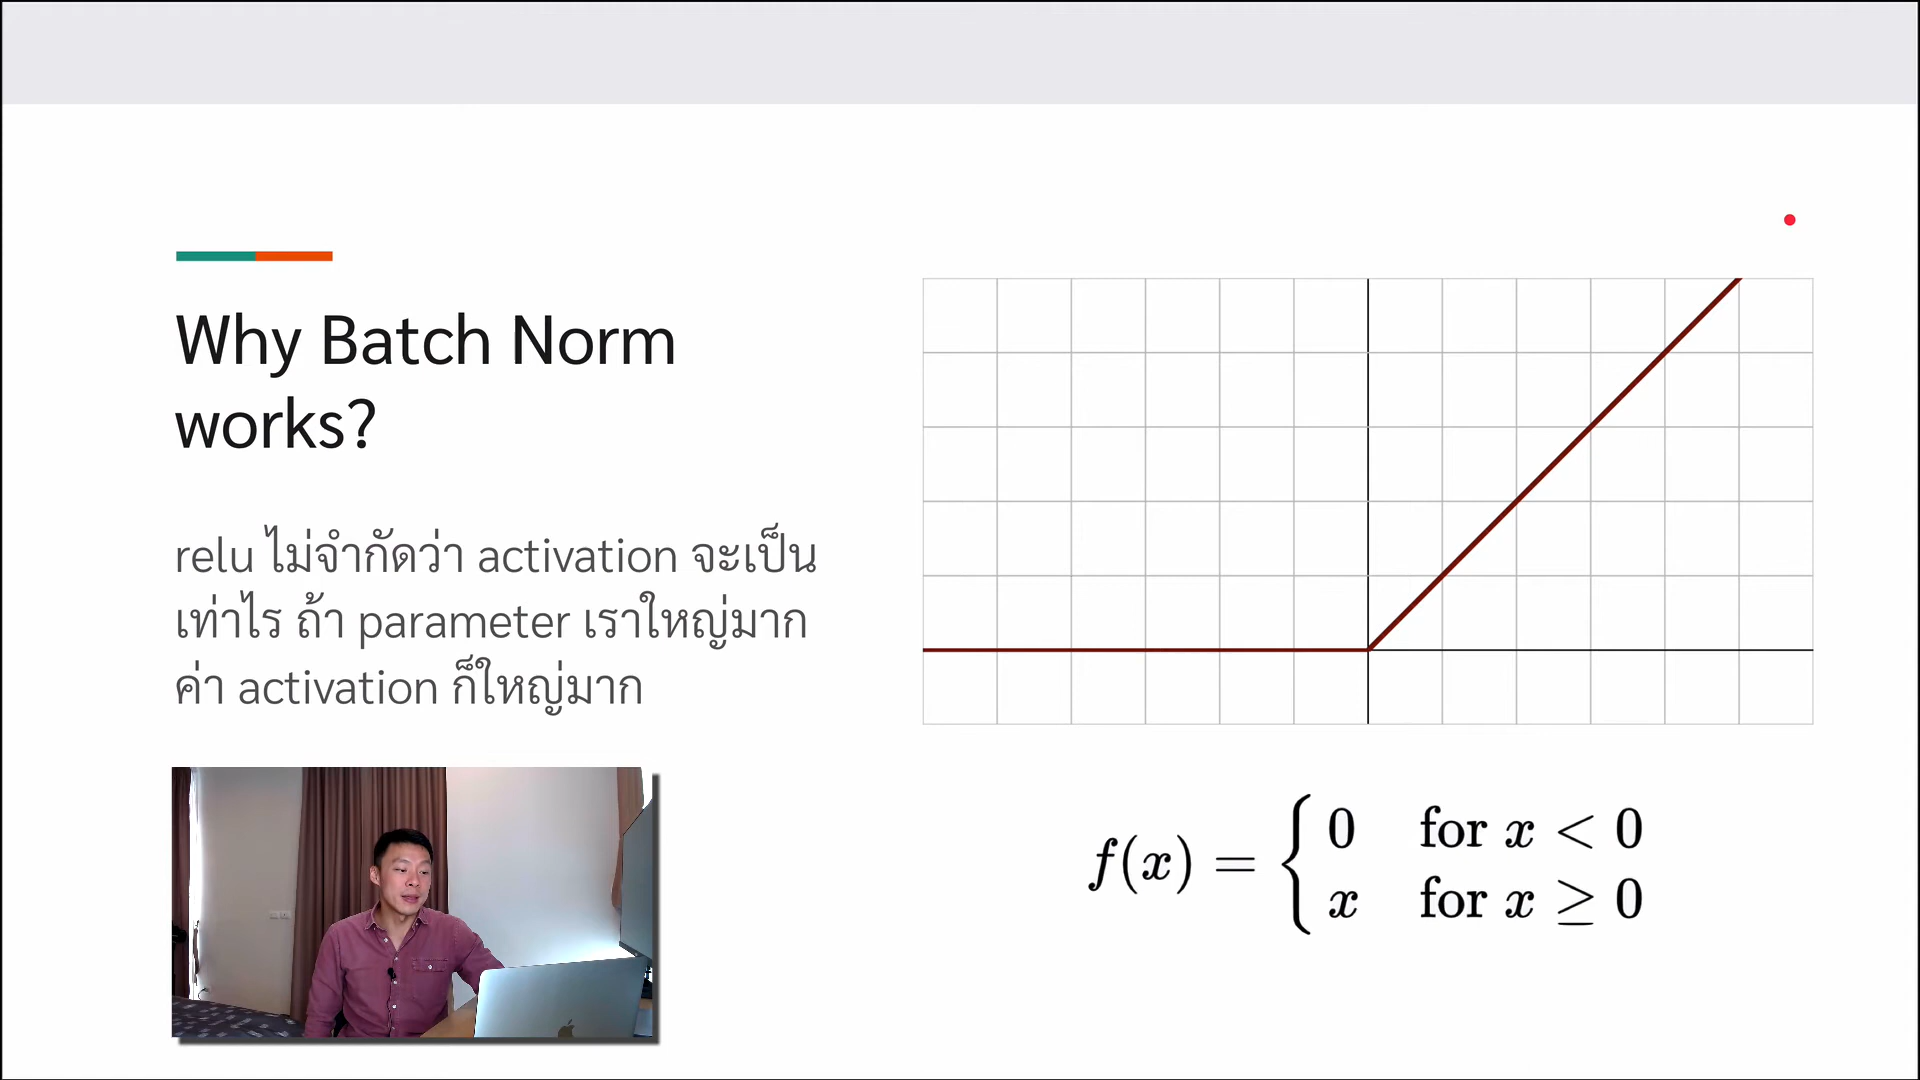 Why Batch Norm
works?
relu ไม่จำกัดว่า activation จะเป็น
เท่าไร ถ้า parameter เราใหญ่มาก
ค่า activation ก็ใหญ่มาก
f(x) = { 0 for x < 0
x for x ≥ 0